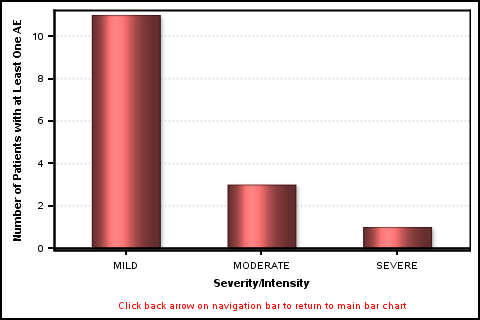 Number of Patients with at Least One AE
10
8
6
4
2
0
MILD MODERATE SEVERE
Severity/Intensity
Click back arrow on navigation bar to return to main bar chart